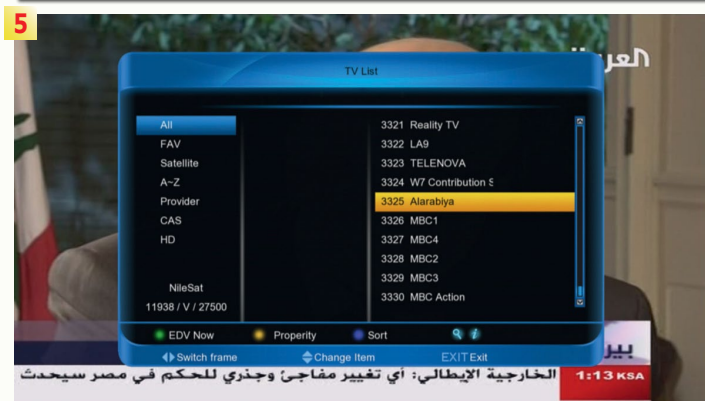 5
TV List
All
FAV
Satellite
A~Z
Provider
CAS
HD
NileSat
11938 / V / 27500
3321 Reality TV
3322 LA9
3323 TELENOVA
3324 W7 Contribution S
3325 Alarabiya
3326 MBC1
3327 MBC4
3328 MBC2
3329 MBC3
3330 MBC Action
EDV Now Properity Sort
Switch frame Change Item EXIT Exit
الخارجية الإيطالي: أي تغيير مفاجئ وجذري للحكم في مصر سيحدث
1:13 KSA